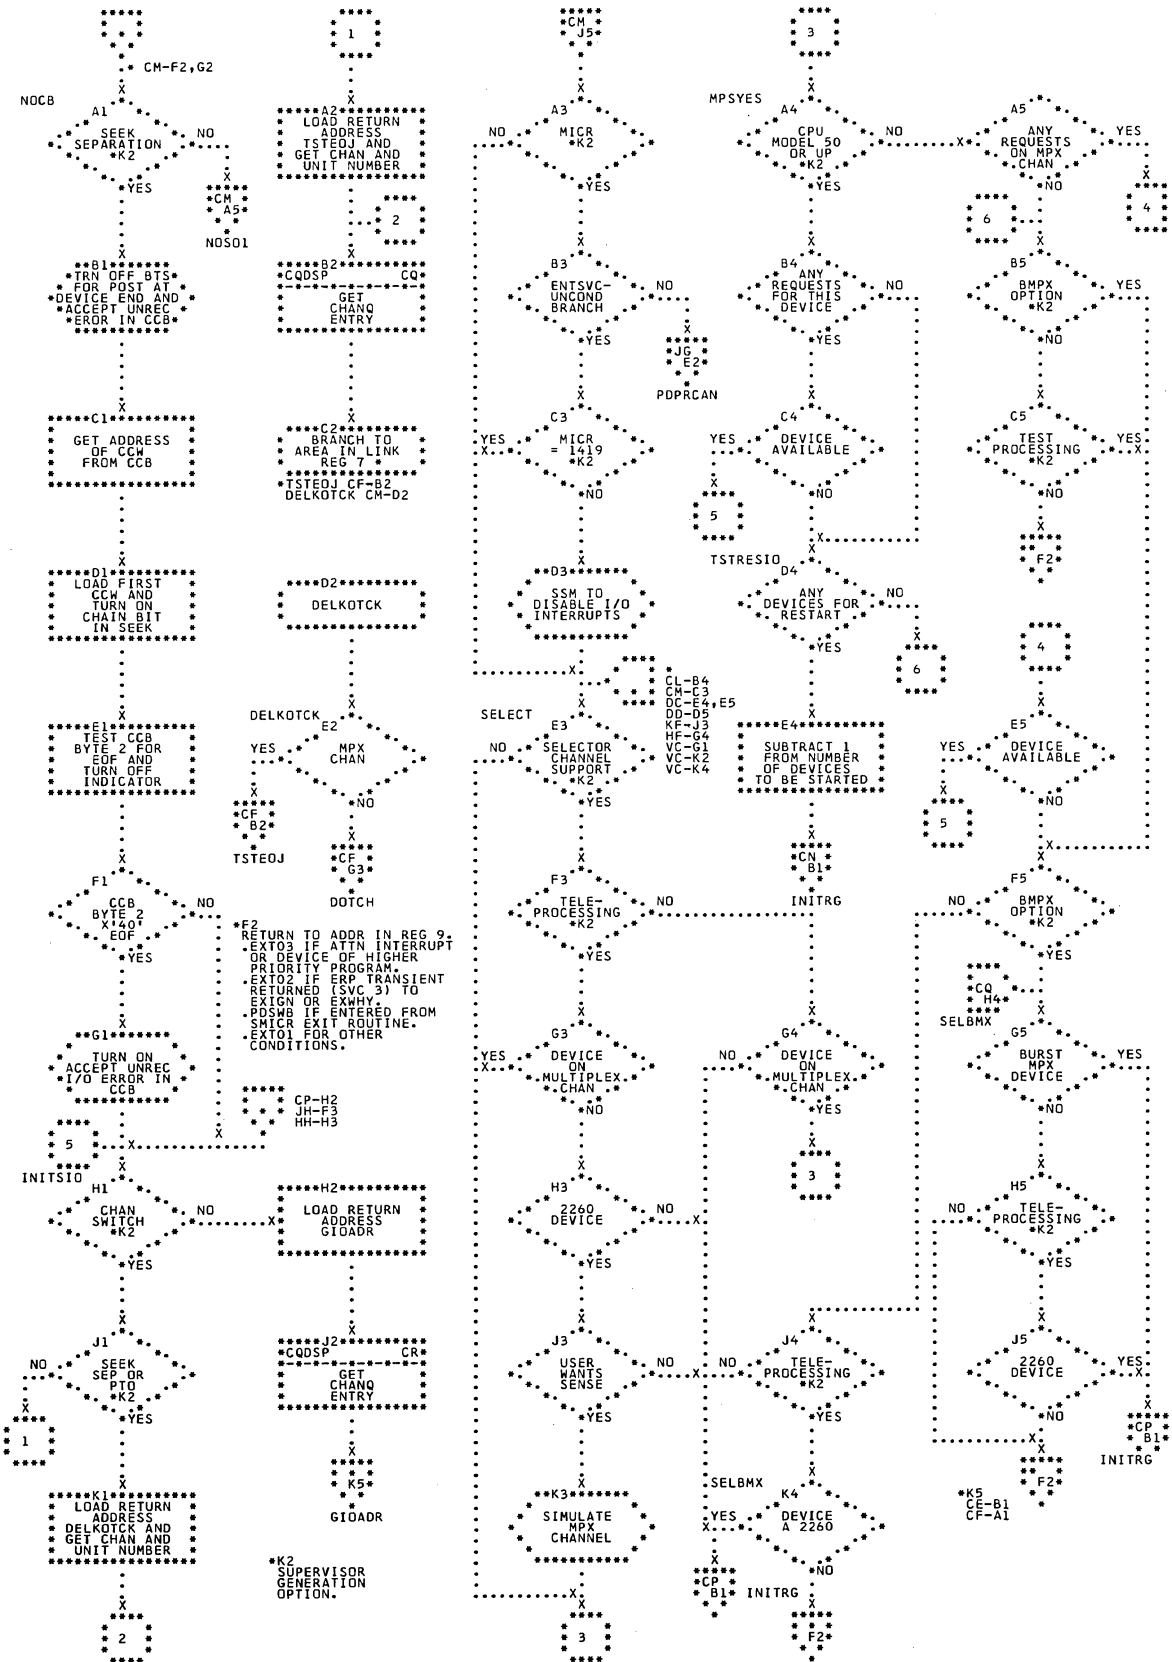 CM
J5
1
3
CM-F2,G2
NOCB
A1
SEEK
SEPARATION
*K2
NO
YES
CM
A5
NOSO1
B1
TRN OFF BTS
FOR POST AT
DEVICE END AND
ACCEPT UNREC
EROR IN CCB
C1
GET ADDRESS
OF CCW
FROM CCB
D1
LOAD FIRST
CCW AND
TURN ON
CHAIN BIT
IN SEEK
E1
TEST CCB
BYTE 2 FOR
EOF AND
TURN OFF
INDICATOR
F1
CCB
BYTE 2
X'40'
EOF
NO
YES
G1
TURN ON
ACCEPT UNREC
I/O ERROR IN
CCB
5
INITSIO
H1
CHAN
SWITCH
*K2
NO
YES
J1
SEEK
SEP OR
PTO
*K2
NO
YES
1
K1
LOAD RETURN
ADDRESS
DELKOTCK AND
GET CHAN AND
UNIT NUMBER
2
A2
LOAD RETURN
ADDRESS
TSTEOJ AND
GET CHAN AND
UNIT NUMBER
2
B2
CQDSP CQ
GET
CHANQ
ENTRY
C2
BRANCH TO
AREA IN LINK
REG 7
TSTEOJ CF-B2
DELKOTCK CM-D2
D2
DELKOTCK
DELKOTCK
E2
MPX
CHAN
YES
NO
CF
B2
TSTEOJ
CF
G3
DOTCH
*F2
RETURN TO ADDR IN REG 9.
.EXTO3 IF ATTN INTERRUPT
OR DEVICE OF HIGHER
PRIORITY PROGRAM.
.EXTO2 IF ERP TRANSIENT
RETURNED (SVC 3) TO
EXIGN OR EXWHY.
.PDSWB IF ENTERED FROM
SMICR EXIT ROUTINE.
.EXTO1 FOR OTHER
CONDITIONS.
CP-H2
JH-F3
HH-H3
H2
LOAD RETURN
ADDRESS
GIOADR
J2
CQDSP CR
GET
CHANQ
ENTRY
K5
GIOADR
*K2
SUPERVISOR
GENERATION
OPTION.
A3
MICR
*K2
NO
YES
B3
ENTSVC-
UNCOND
BRANCH
NO
YES
JG
E2
PDPRCAN
C3
MICR
= 1419
*K2
YES
NO
D3
SSM TO
DISABLE I/O
INTERRUPTS
CL-B4
CM-C3
DC-E4,E5
DD-D5
KF-J3
HF-G4
VC-G1
VC-K2
VC-K4
SELECT
E3
SELECTOR
CHANNEL
SUPPORT
*K2
NO
YES
F3
TELE-
PROCESSING
*K2
NO
YES
G3
DEVICE
ON
MULTIPLEX
CHAN
YES
NO
H3
2260
DEVICE
NO
YES
J3
USER
WANTS
SENSE
NO
YES
K3
SIMULATE
MPX
CHANNEL
3
MPSYES
A4
CPU
MODEL 50
OR UP
*K2
NO
YES
B4
ANY
REQUESTS
FOR THIS
DEVICE
NO
YES
C4
DEVICE
AVAILABLE
YES
NO
5
TSTRESIO
D4
ANY
DEVICES FOR
RESTART
NO
YES
6
E4
SUBTRACT 1
FROM NUMBER
OF DEVICES
TO BE STARTED
CN
B1
INITRG
G4
DEVICE
ON
MULTIPLEX
CHAN
NO
YES
3
J4
TELE-
PROCESSING
*K2
NO
YES
SELBMX
K4
DEVICE
A 2260
YES
NO
CP
B1
INITRG
F2
A5
ANY
REQUESTS
ON MPX
CHAN
YES
NO
4
6
B5
BMPX
OPTION
*K2
YES
NO
C5
TEST
PROCESSING
*K2
YES
NO
F2
4
E5
DEVICE
AVAILABLE
YES
NO
5
F5
BMPX
OPTION
*K2
NO
YES
CQ
H4
SELBMX
G5
BURST
MPX
DEVICE
YES
NO
H5
TELE-
PROCESSING
*K2
NO
YES
J5
2260
DEVICE
YES
NO
CP
B1
INITRG
F2
*K5
CE-B1
CF-A1